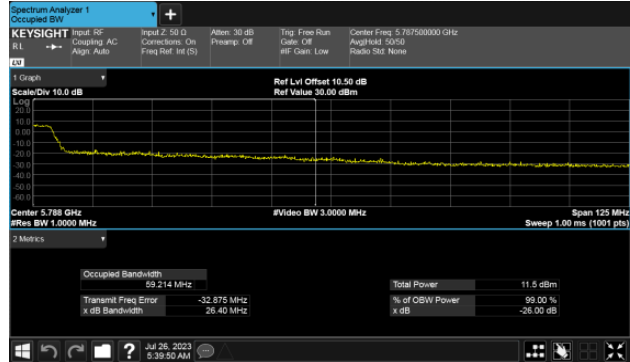 Spectrum Analyzer 1
Occupied BW
+
KEYSIGHT
RL
Input: RF
Coupling: AC
Align: Auto
Input Z: 50 Ω
Corrections: On
Freq Ref: Int (S)
Atten: 30 dB
Preamp: Off
Trig: Free Run
Gate: Off
#IF Gain: Low
Center Freq: 5.787500000 GHz
Avg|Hold: 50/50
Radio Std: None
LXI
1 Graph
Scale/Div 10.0 dB
Ref Lvl Offset 10.50 dB
Ref Value 30.00 dBm
Log
20.0
10.0
0.00
-10.0
-20.0
-30.0
-40.0
-50.0
-60.0
Center 5.788 GHz
#Res BW 1.0000 MHz
#Video BW 3.0000 MHz
Span 125 MHz
Sweep 1.00 ms (1001 pts)
2 Metrics
Occupied Bandwidth
59.214 MHz
Transmit Freq Error -32.875 MHz
x dB Bandwidth 26.40 MHz
Total Power 11.5 dBm
% of OBW Power 99.00 %
x dB -26.00 dB
?
Jul 26, 2023
5:39:50 AM